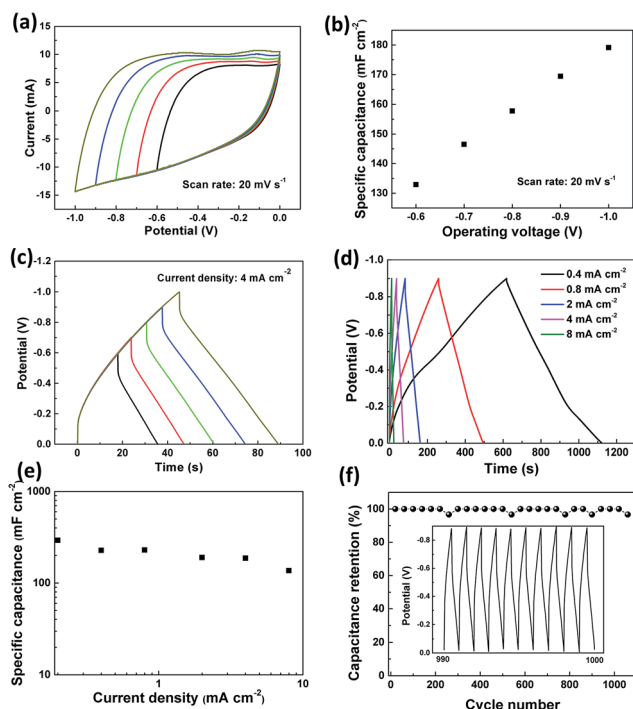 (a)
15
10
5
0
-5
-10
-15
Current (mA)
Scan rate: 20 mV s-1
-1.0 -0.8 -0.6 -0.4 -0.2 0.0
Potential (V)
(b)
180
170
160
150
140
130
Specific capacitance (mF cm-2)
Scan rate: 20 mV s-1
-0.6 -0.7 -0.8 -0.9 -1.0
Operating voltage (V)
(c)
-1.2
-1.0
-0.8
-0.6
-0.4
-0.2
0.0
Potential (V)
Current density: 4 mA cm-2
0 20 40 60 80 100
Time (s)
(d)
-0.8
-0.6
-0.4
-0.2
0.0
Potential (V)
0.4 mA cm-2
0.8 mA cm-2
2 mA cm-2
4 mA cm-2
8 mA cm-2
0 200 400 600 800 1000 1200
Time (s)
(e)
1000
100
10
Specific capacitance (mF cm-2)
1 10
Current density (mA cm-2)
(f)
100
80
60
40
20
0
Capacitance retention (%)
-0.8
-0.6
-0.4
-0.2
-0.0
Potential (V)
990 1000
0 200 400 600 800 1000
Cycle number